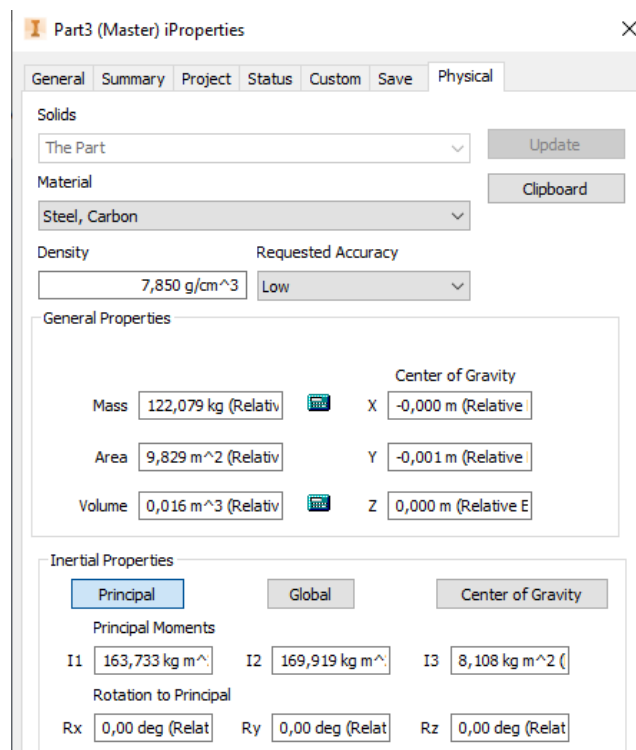 Part3 (Master) iProperties
General Summary Project Status Custom Save Physical
Solids
The Part Update
Material Clipboard
Steel, Carbon
Density Requested Accuracy
7,850 g/cm^3 Low
General Properties
Center of Gravity
Mass 122,079 kg (Relativ X -0,000 m (Relative
Area 9,829 m^2 (Relativ Y -0,001 m (Relative
Volume 0,016 m^3 (Relativ Z 0,000 m (Relative E
Inertial Properties
Principal Global Center of Gravity
Principal Moments
I1 163,733 kg m^ I2 169,919 kg m^ I3 8,108 kg m^2 (
Rotation to Principal
Rx 0,00 deg (Relat Ry 0,00 deg (Relat Rz 0,00 deg (Relat